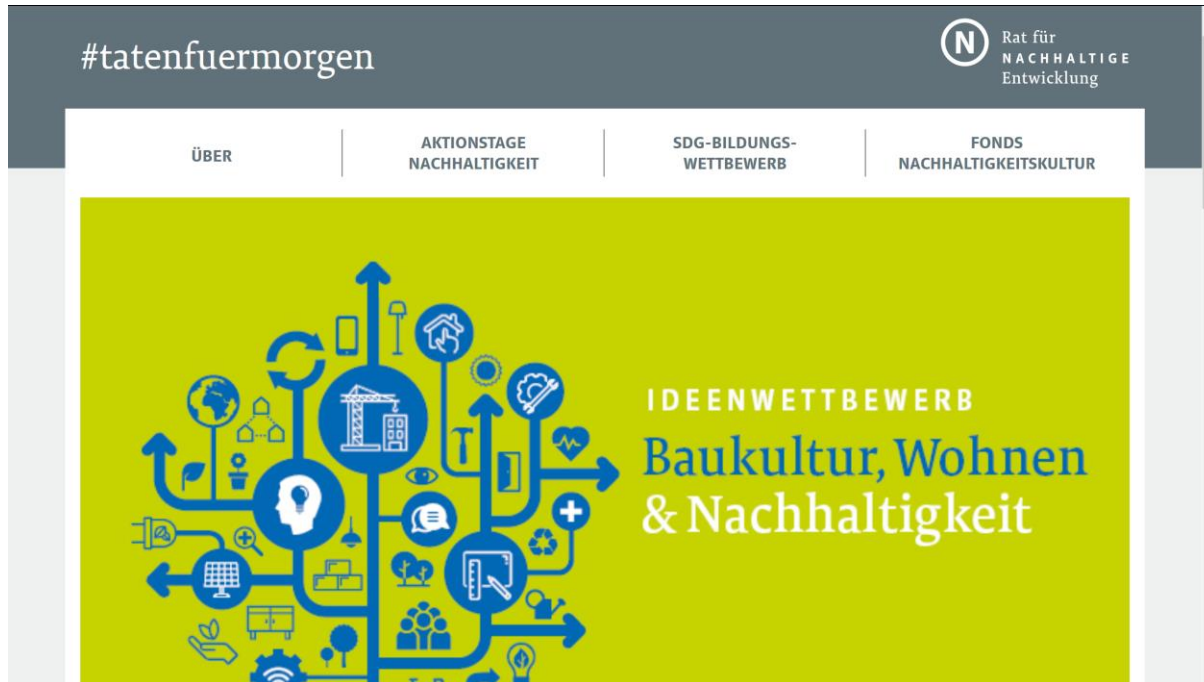 #tatenfuermorgen
N
Rat für
NACHHALTIGE
Entwicklung
ÜBER
AKTIONSTAGE
NACHHALTIGKEIT
SDG-BILDUNGS-
WETTBEWERB
FONDS
NACHHALTIGKEITSKULTUR
IDEENWETTBEWERB
Baukultur, Wohnen
& Nachhaltigkeit